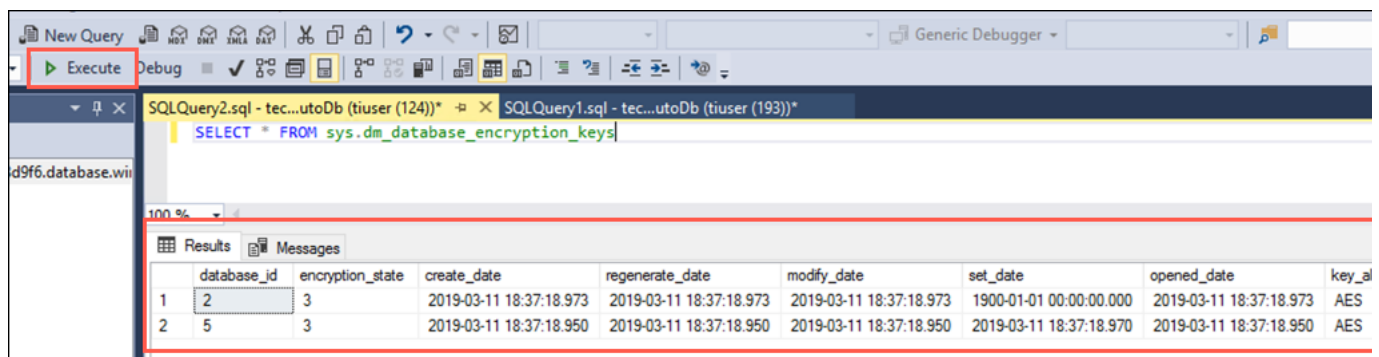 New Query MDX DMX XMLA DAX Generic Debugger
Execute Debug
SQLQuery2.sql - tec...utoDb (tiuser (124))* SQLQuery1.sql - tec...utoDb (tiuser (193))*
SELECT * FROM sys.dm_database_encryption_keys
d9f6.database.wi
100 %
Results Messages
database_id encryption_state create_date regenerate_date modify_date set_date opened_date key_al
1 2 3 2019-03-11 18:37:18.973 2019-03-11 18:37:18.973 2019-03-11 18:37:18.973 1900-01-01 00:00:00.000 2019-03-11 18:37:18.973 AES
2 5 3 2019-03-11 18:37:18.950 2019-03-11 18:37:18.950 2019-03-11 18:37:18.950 2019-03-11 18:37:18.970 2019-03-11 18:37:18.950 AES